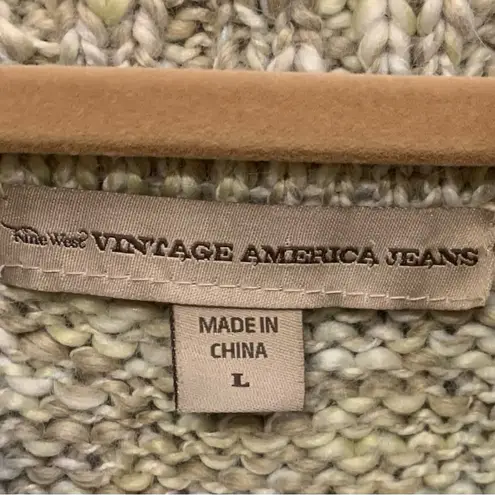 Nine West VINTAGE AMERICA JEANS
MADE IN
CHINA
L